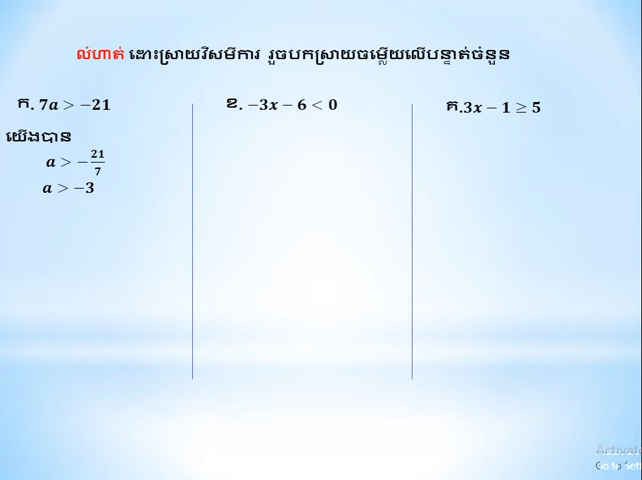 លំហាត់ ដោះស្រាយវិសមីការ រួចបកស្រាយចម្លើយលើបន្ទាត់ចំនួន
ក. 7a > −21
យើងបាន
a > −21/7
a > −3
ខ. −3x − 6 < 0
គ.3x − 1 ≥ 5
Activate